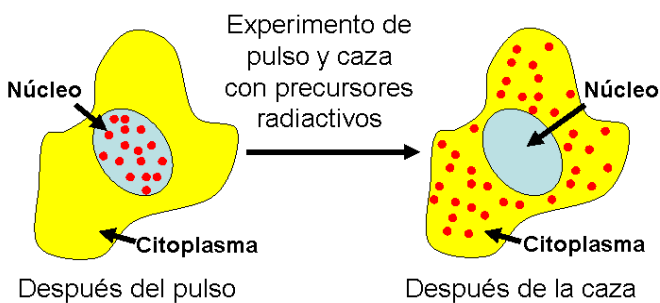 Experimento de
pulso y caza
con precursores
radiactivos
Núcleo
Núcleo
Citoplasma
Citoplasma
Después del pulso
Después de la caza